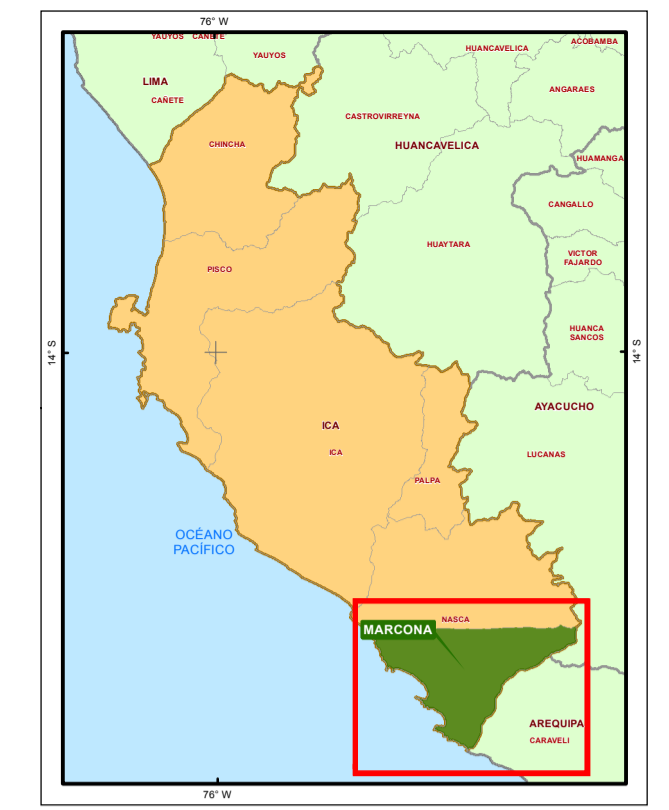 76° W
YAUYOS CAÑETE
YAUYOS
HUANCAVELICA
ACOBAMBA
LIMA
CAÑETE
ANGARAES
CASTROVIRREYNA
CHINCHA
HUANCAVELICA
HUAMANGA
CANGALLO
HUAYTARA
VICTOR
FAJARDO
PISCO
HUANCA
SANCOS
14° S
14° S
AYACUCHO
ICA
ICA
LUCANAS
PALPA
OCÉANO
PACÍFICO
NASCA
MARCONA
AREQUIPA
CARAVELI
76° W